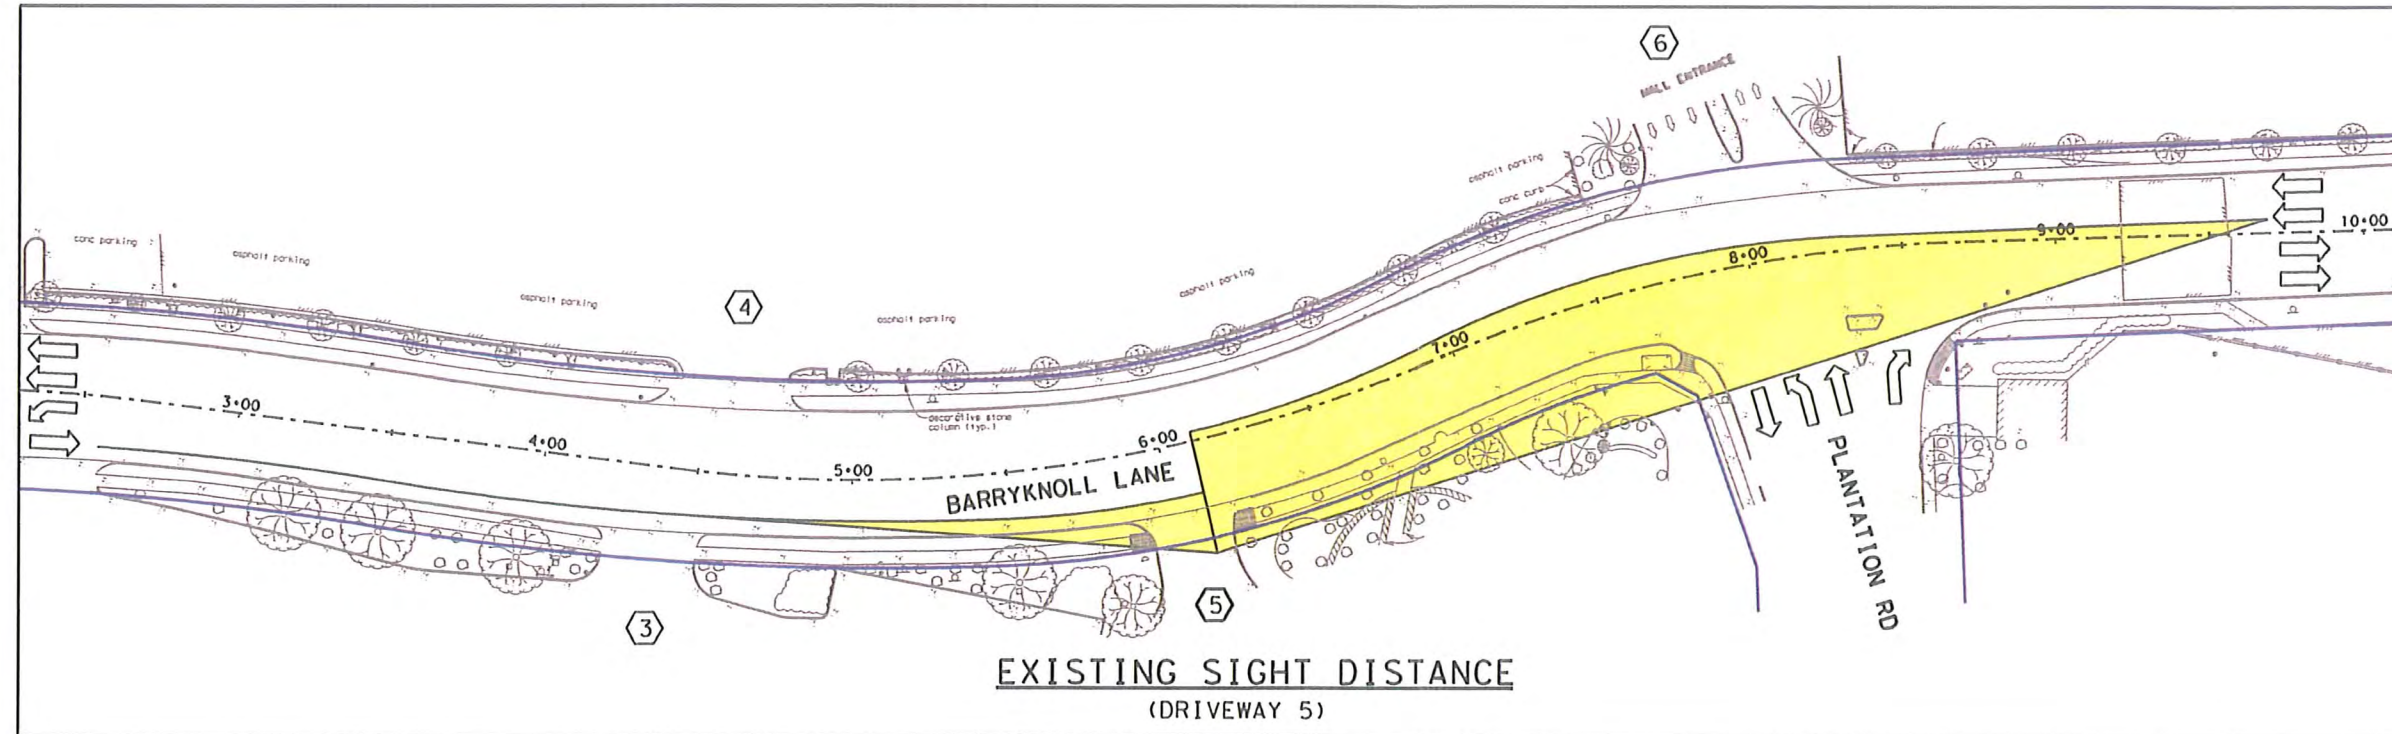 6
MALL ENTRANCE
asphalt parking
conc curb
conc parking
asphalt parking
asphalt parking
4
asphalt parking
asphalt parking
decorative stone
column (typ.)
3+00
4+00
5+00
6+00
7+00
8+00
9+00
10+00
BARRYKNOLL LANE
PLANTATION RD
3
5
EXISTING SIGHT DISTANCE
(DRIVEWAY 5)